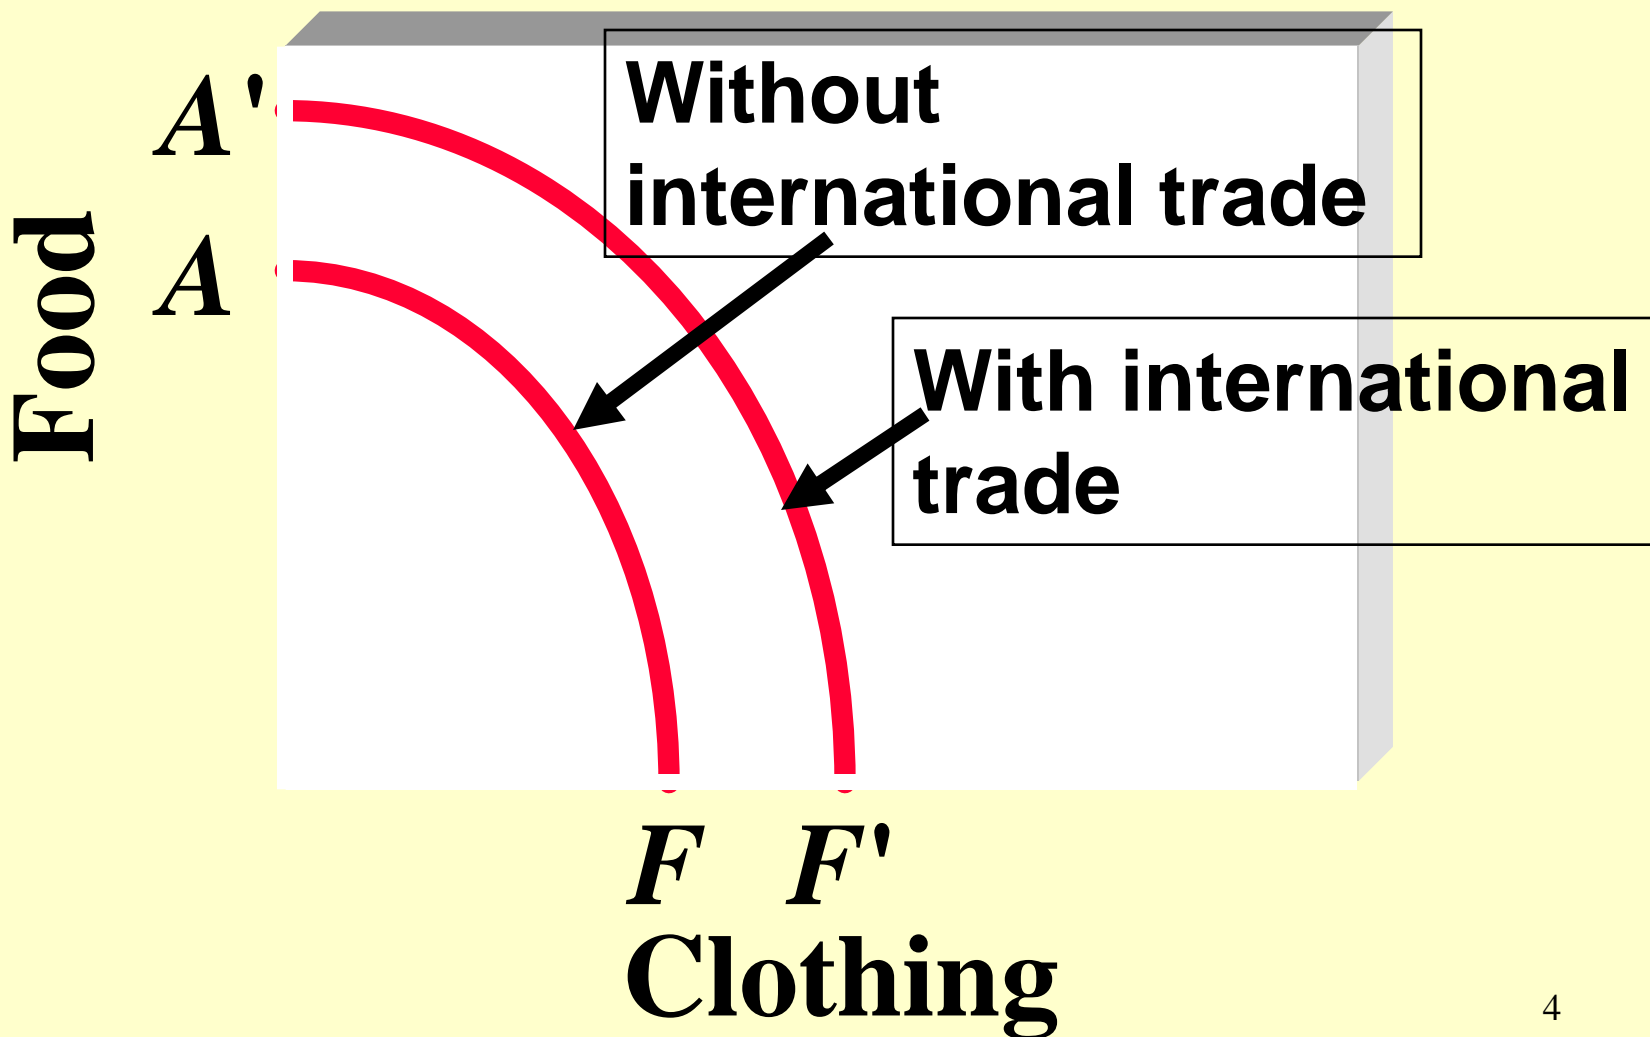 Without
international trade
With international
trade
A'
A
Food
F F'
Clothing
4